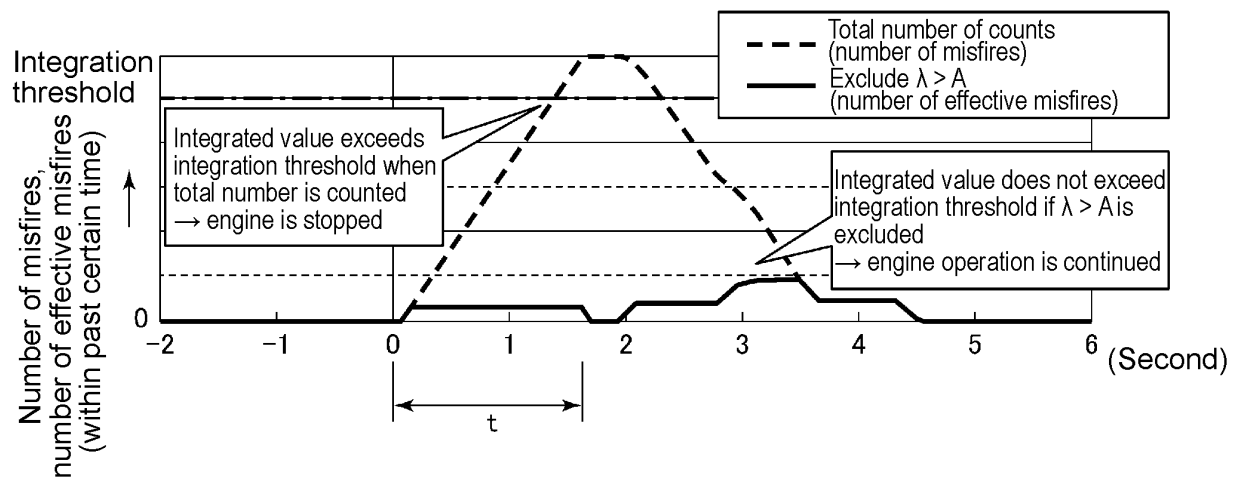 Total number of counts
(number of misfires)
Exclude λ > A
(number of effective misfires)
Integration
threshold
Integrated value exceeds
integration threshold when
total number is counted
→ engine is stopped
Integrated value does not exceed
integration threshold if λ > A is
excluded
→ engine operation is continued
Number of misfires,
number of effective misfires
(within past certain time)
0
-2
-1
0
1
2
3
4
5
6
(Second)
t